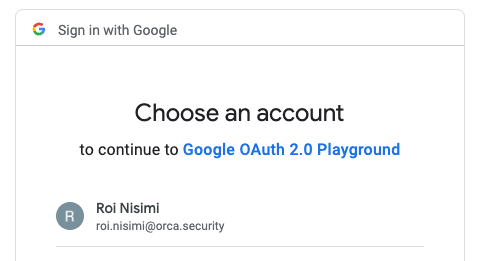 Sign in with Google
Choose an account
to continue to Google OAuth 2.0 Playground
R
Roi Nisimi
roi.nisimi@orca.security